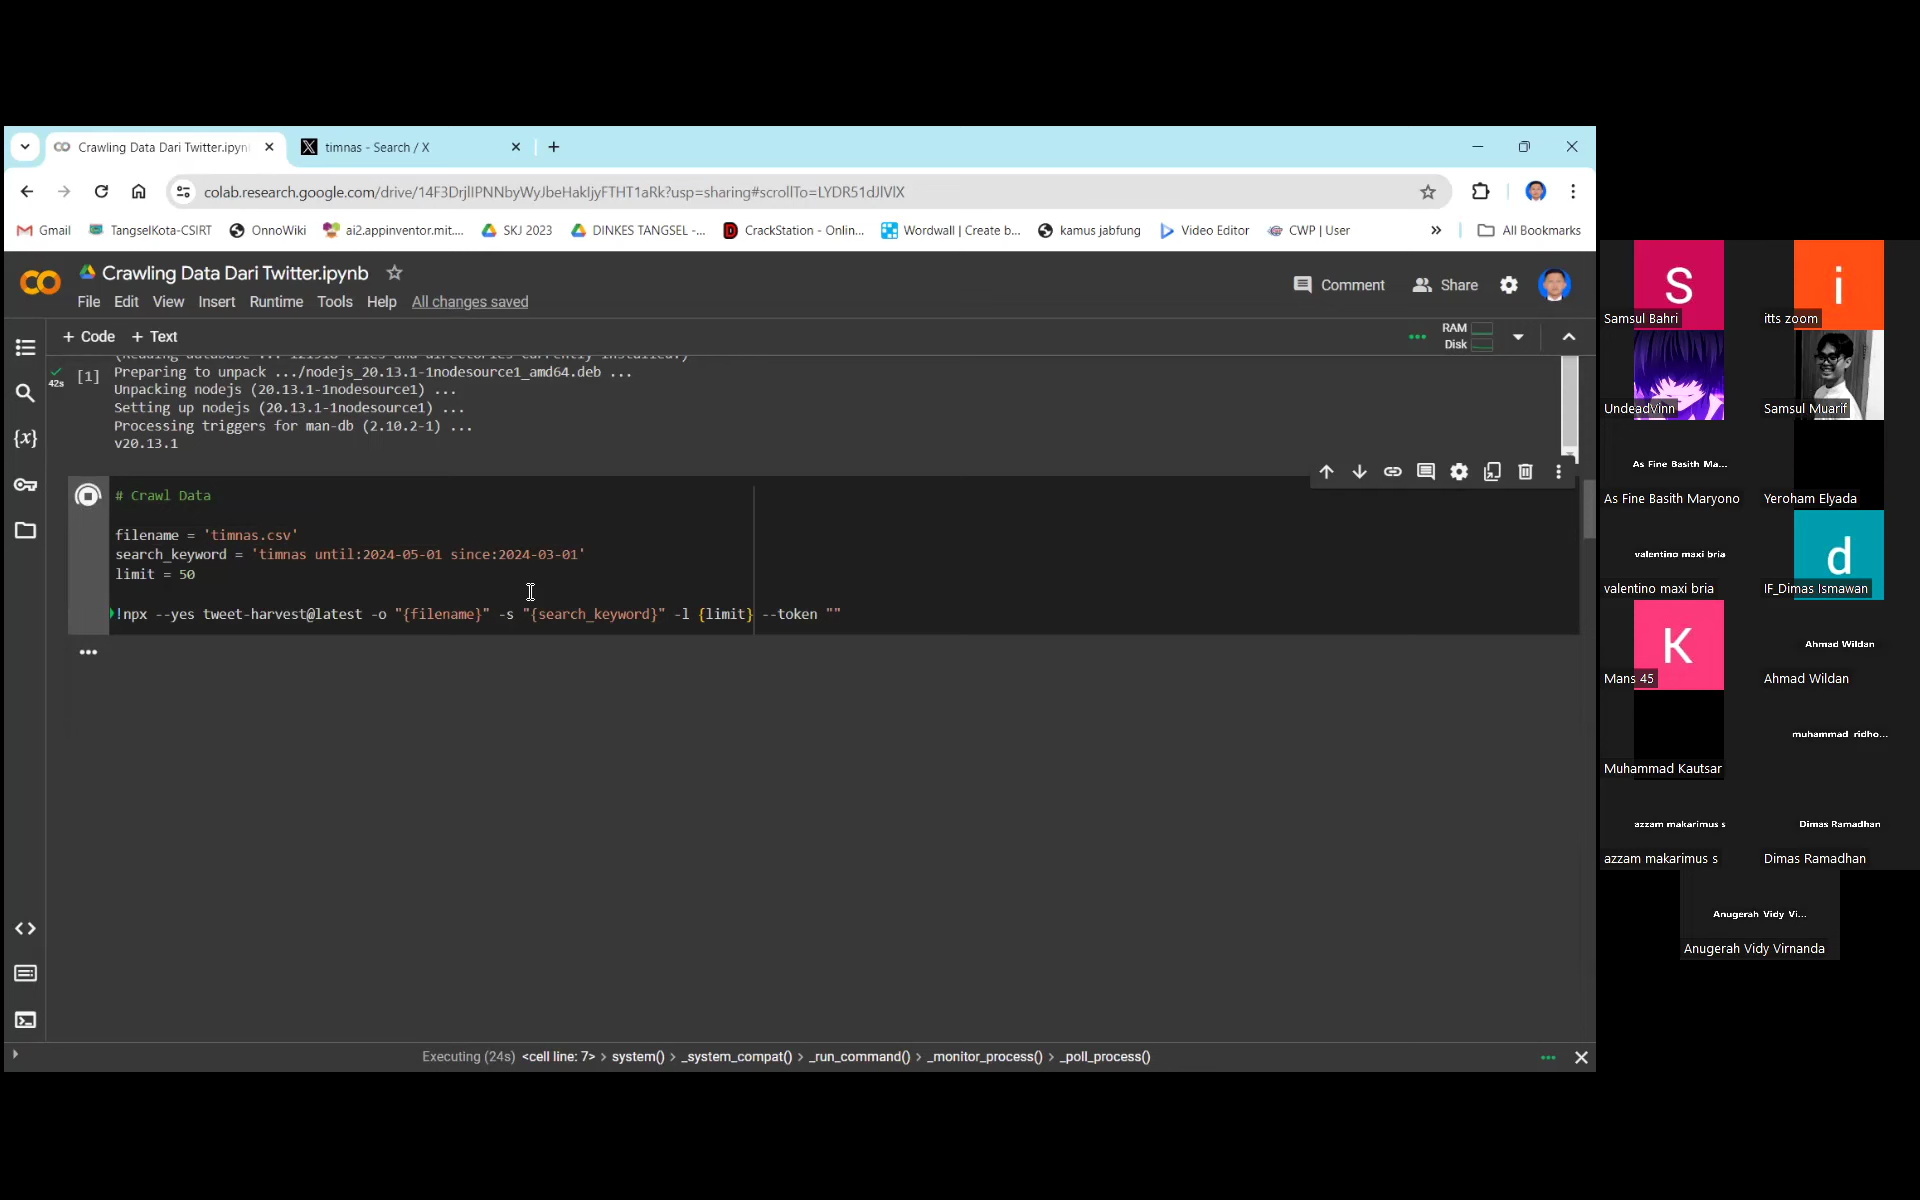 Crawling Data Dari Twitter.ipyn
timnas - Search / X
colab.research.google.com/drive/14F3DrjlIPNNbyWyJbeHakIjyFTHT1aRk?usp=sharing#scrollTo=LYDR51dJlVlX
Gmail
TangselKota-CSIRT
OnnoWiki
ai2.appinventor.mit....
SKJ 2023
DINKES TANGSEL -...
CrackStation - Onlin...
Wordwall | Create b...
kamus jabfung
Video Editor
CWP | User
»
All Bookmarks
Crawling Data Dari Twitter.ipynb
File Edit View Insert Runtime Tools Help All changes saved
Comment
Share
+ Code + Text
RAM
Disk
(Reading database ... files and directories currently installed.)
42s
[1]
Preparing to unpack .../nodejs_20.13.1-1nodesource1_amd64.deb ...
Unpacking nodejs (20.13.1-1nodesource1) ...
Setting up nodejs (20.13.1-1nodesource1) ...
Processing triggers for man-db (2.10.2-1) ...
v20.13.1
# Crawl Data
filename = 'timnas.csv'
search_keyword = 'timnas until:2024-05-01 since:2024-03-01'
limit = 50
!npx --yes tweet-harvest@latest -o "{filename}" -s "{search_keyword}" -l {limit} --token ""
{x}
Executing (24s) <cell line: 7> > system() > _system_compat() > _run_command() > _monitor_process() > _poll_process()
S
Samsul Bahri
i
itts zoom
UndeadVinn
Samsul Muarif
As Fine Basith Ma...
As Fine Basith Maryono
Yeroham Elyada
valentino maxi bria
valentino maxi bria
d
IF_Dimas Ismawan
K
Mans 45
Ahmad Wildan
Ahmad Wildan
Muhammad Kautsar
muhammad ridho...
azzam makarimus s
azzam makarimus s
Dimas Ramadhan
Dimas Ramadhan
Anugerah Vidy Vi...
Anugerah Vidy Virnanda